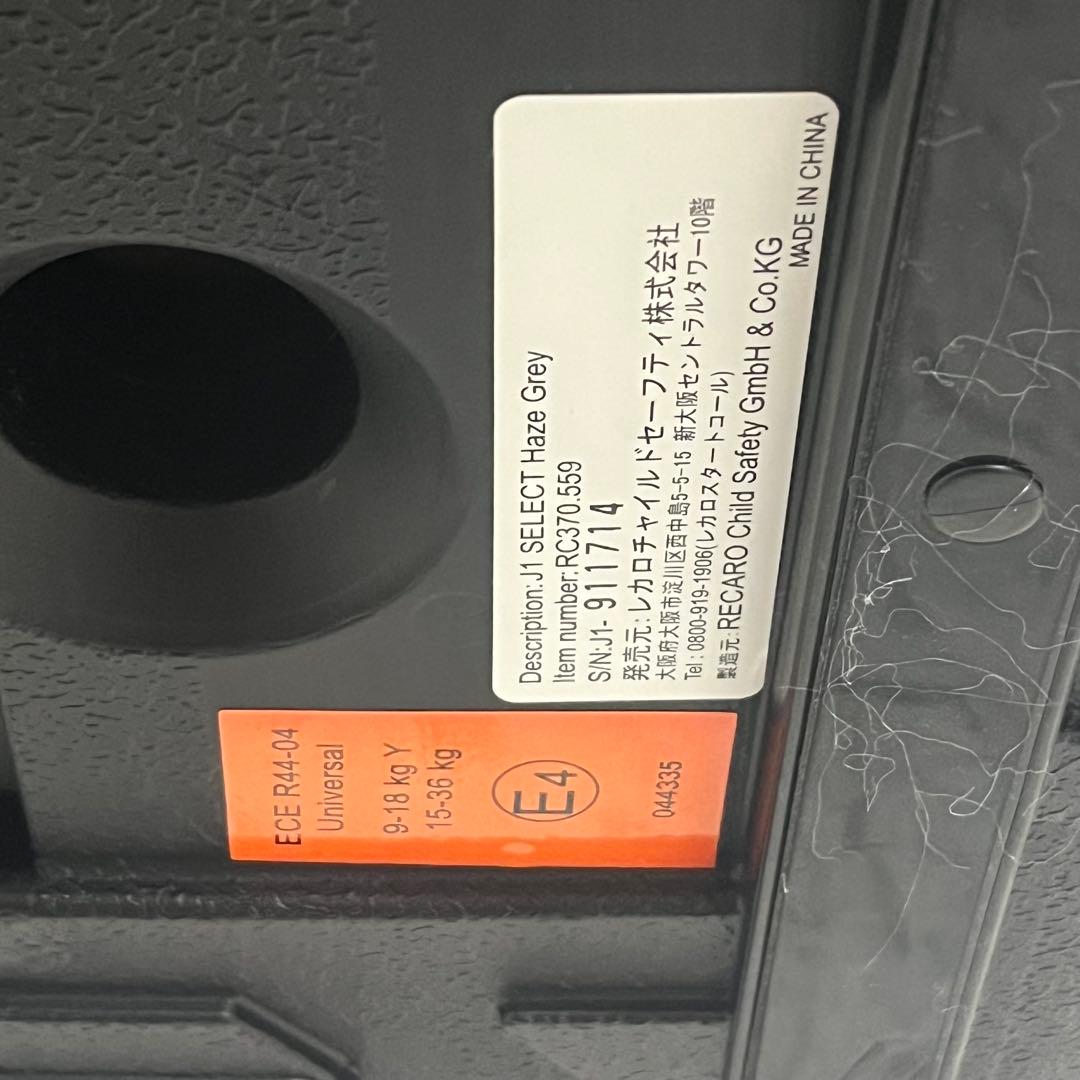 Description:J1 SELECT Haze Grey
Item number:RC370.559
S/N:J1- 911714
発売元: レカロチャイルドセーフティ株式会社
大阪府大阪市淀川区西中島5-5-15 新大阪セントラルタワー10階
Tel : 0800-919-1906(レカロスタートコール)
製造元: RECARO Child Safety GmbH & Co.KG
MADE IN CHINA
ECE R44-04
Universal
9-18 kg Y
15-36 kg
E4
044335